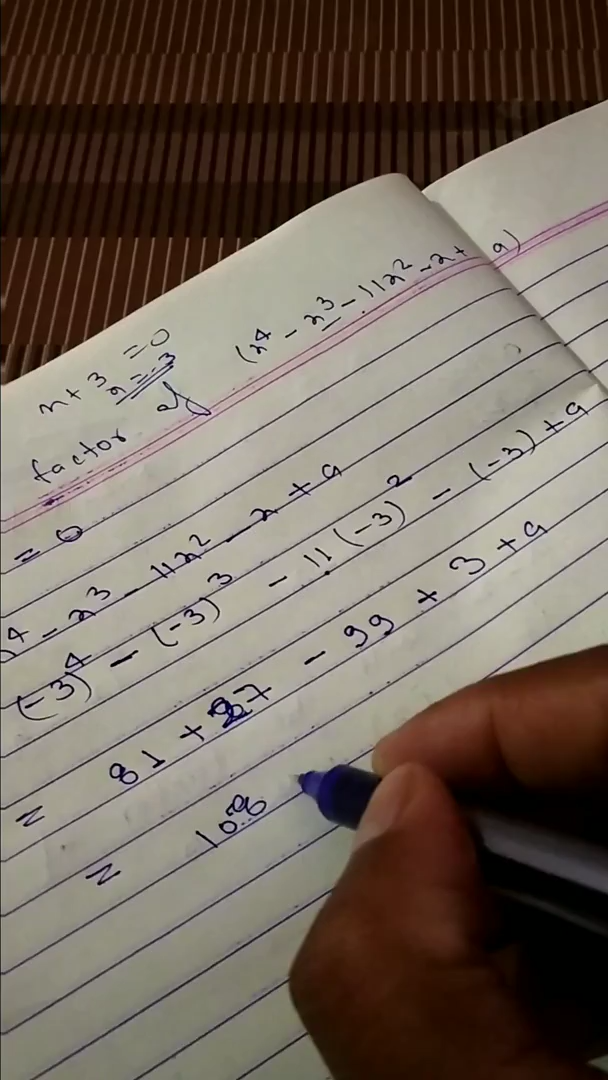 x+3 =0
x=-3
factor of (x⁴ - x³ - 11x² - x + 9)
= 0
x⁴ - x³ - 11x² - x + 9
(-3)⁴ - (-3)³ - 11(-3)² - (-3) + 9
= 81 + 27 - 99 + 3 + 9
= 108